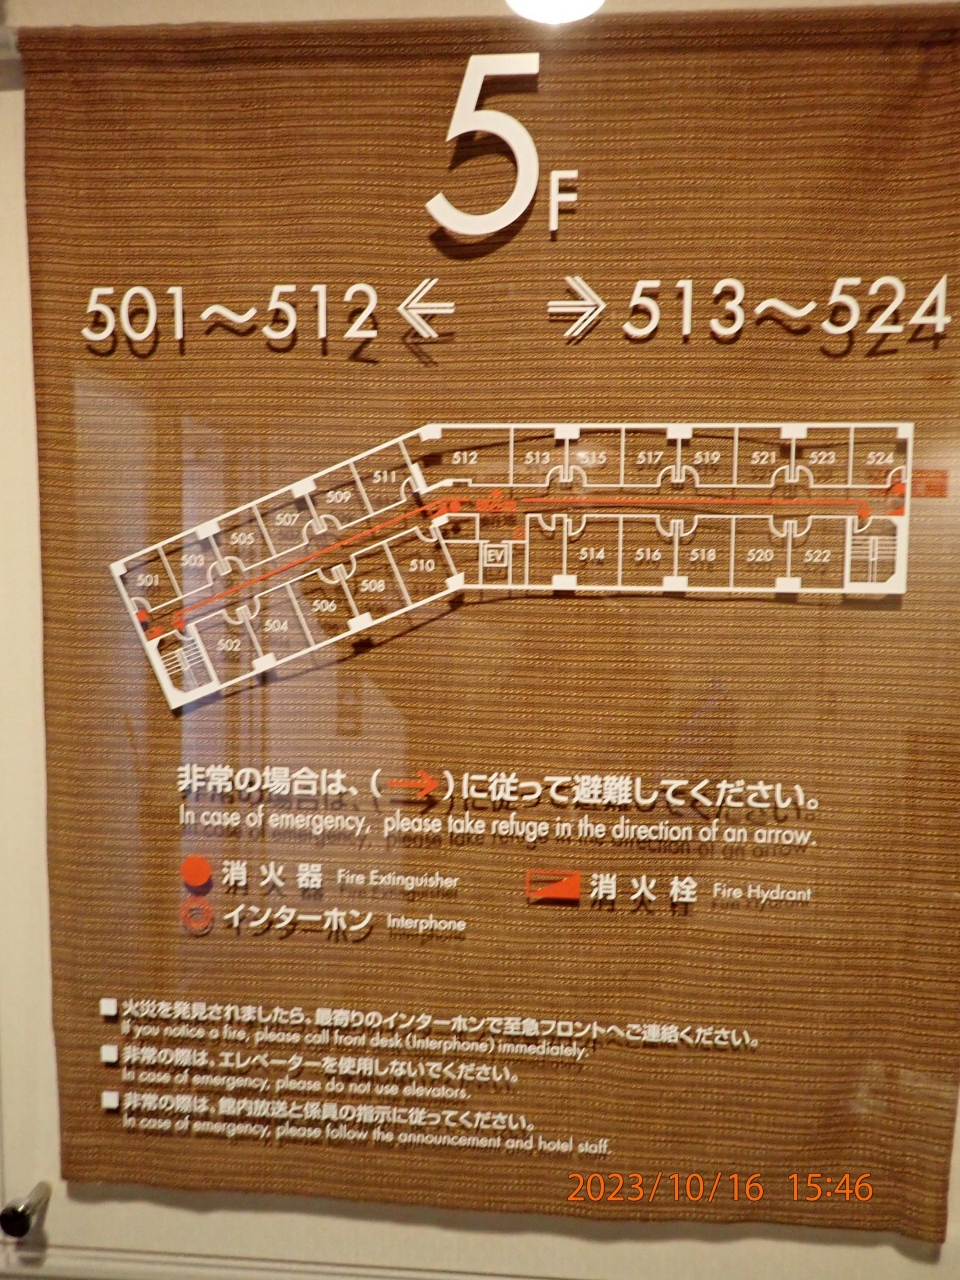 5F
501～512 ← → 513～524
512 513 515 517 519 521 523 524
511
509
507
505
503
501
EV 514 516 518 520 522
510
508
506
504
502
非常の場合は、(→)に従って避難してください。
In case of emergency, please take refuge in the direction of an arrow.
消火器 Fire Extinguisher 消火栓 Fire Hydrant
インターホン Interphone
■ 火災を発見されましたら、最寄りのインターホンで至急フロントへご連絡ください。
If you notice a fire, please call front desk (Interphone) immediately.
■ 非常の際は、エレベーターを使用しないでください。
In case of emergency, please do not use elevators.
■ 非常の際は、館内放送と係員の指示に従ってください。
In case of emergency, please follow the announcement and hotel staff.
2023/10/16 15:46